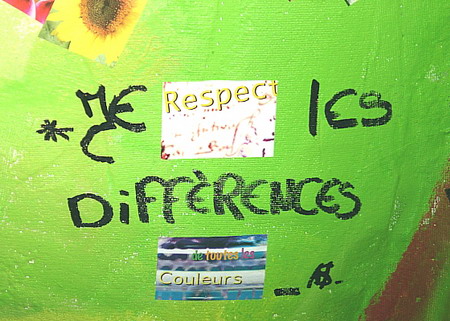 * ME Respect lES
C
DiffÈRENCES
de toutes les
Couleurs